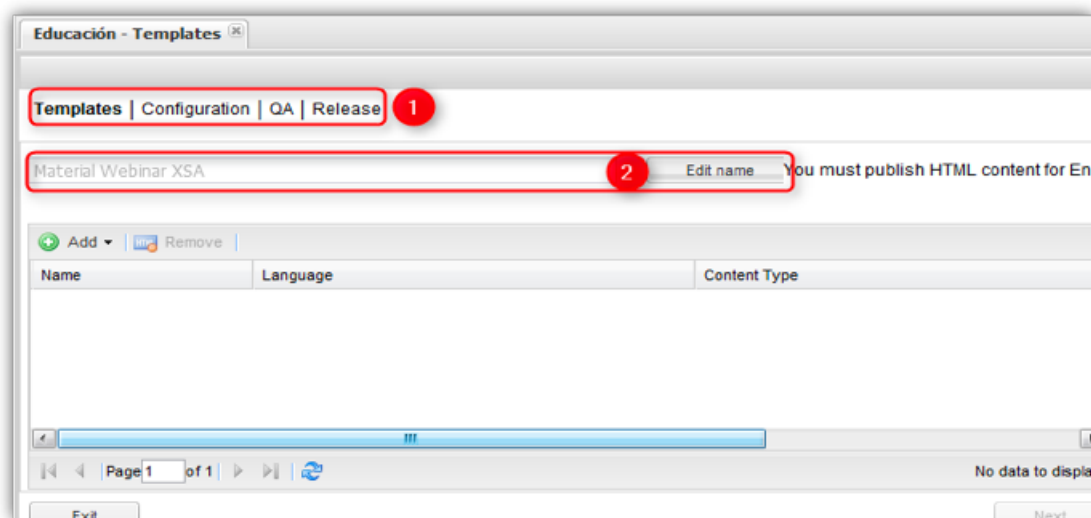 Educación - Templates
Templates | Configuration | QA | Release 1
Material Webinar XSA 2 Edit name You must publish HTML content for En
Add Remove
Name Language Content Type
Page 1 of 1 No data to displa
Exit Next